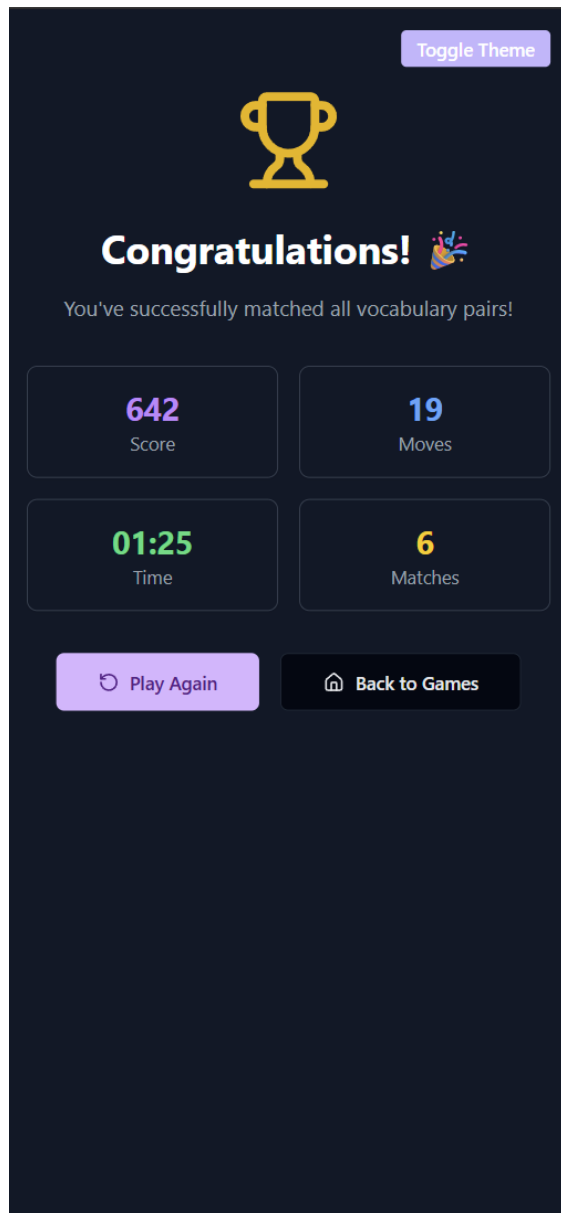 Toggle Theme
Congratulations! 🎉
You've successfully matched all vocabulary pairs!
642
Score
19
Moves
01:25
Time
6
Matches
Play Again
Back to Games